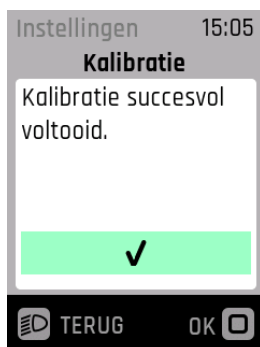 Instellingen 15:05
Kalibratie
Kalibratie succesvol
voltooid.
TERUG OK